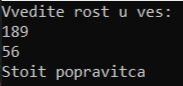 Vvedite rost u ves:
189
56
Stoit popravitca